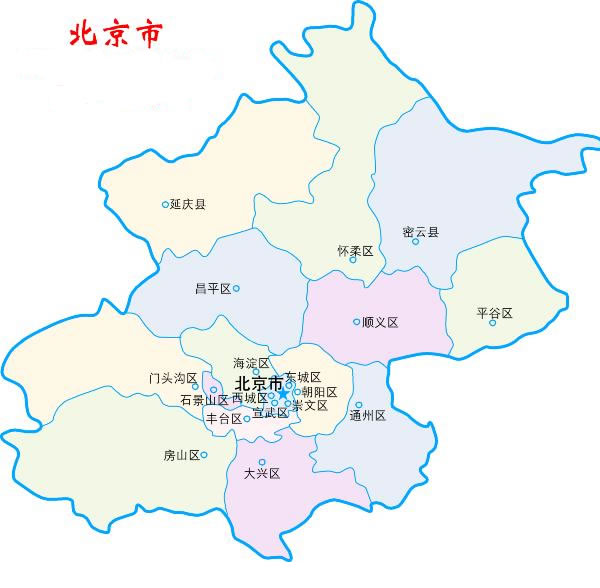 北京市
延庆县
密云县
怀柔区
昌平区
平谷区
顺义区
海淀区
门头沟区
东城区
北京市
朝阳区
石景山区
西城区
崇文区
宣武区
通州区
丰台区
房山区
大兴区